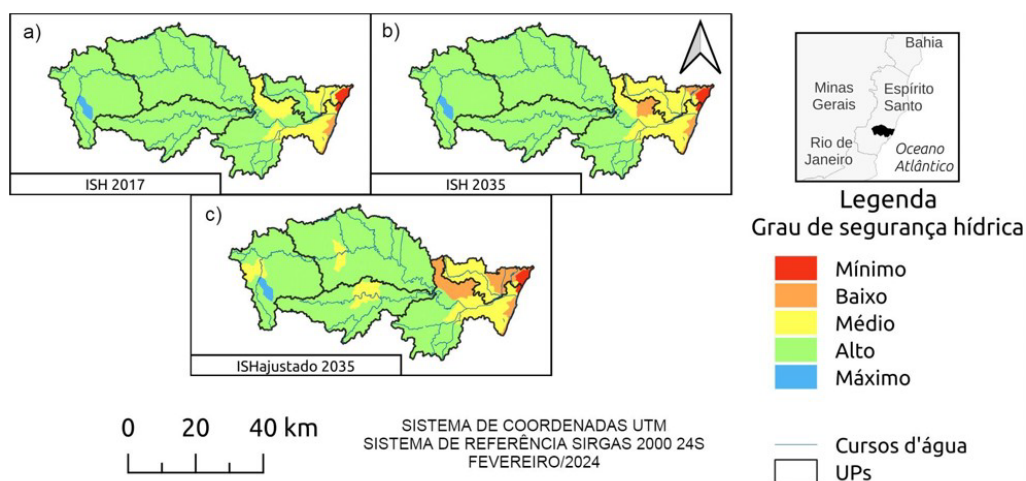 a)
ISH 2017
b)
ISH 2035
c)
ISHajustado 2035
Bahia
Minas
Gerais
Espírito
Santo
Rio de
Janeiro
Oceano
Atlântico
Legenda
Grau de segurança hídrica
Mínimo
Baixo
Médio
Alto
Máximo
Cursos d'água
UPs
0 20 40 km
SISTEMA DE COORDENADAS UTM
SISTEMA DE REFERÊNCIA SIRGAS 2000 24S
FEVEREIRO/2024